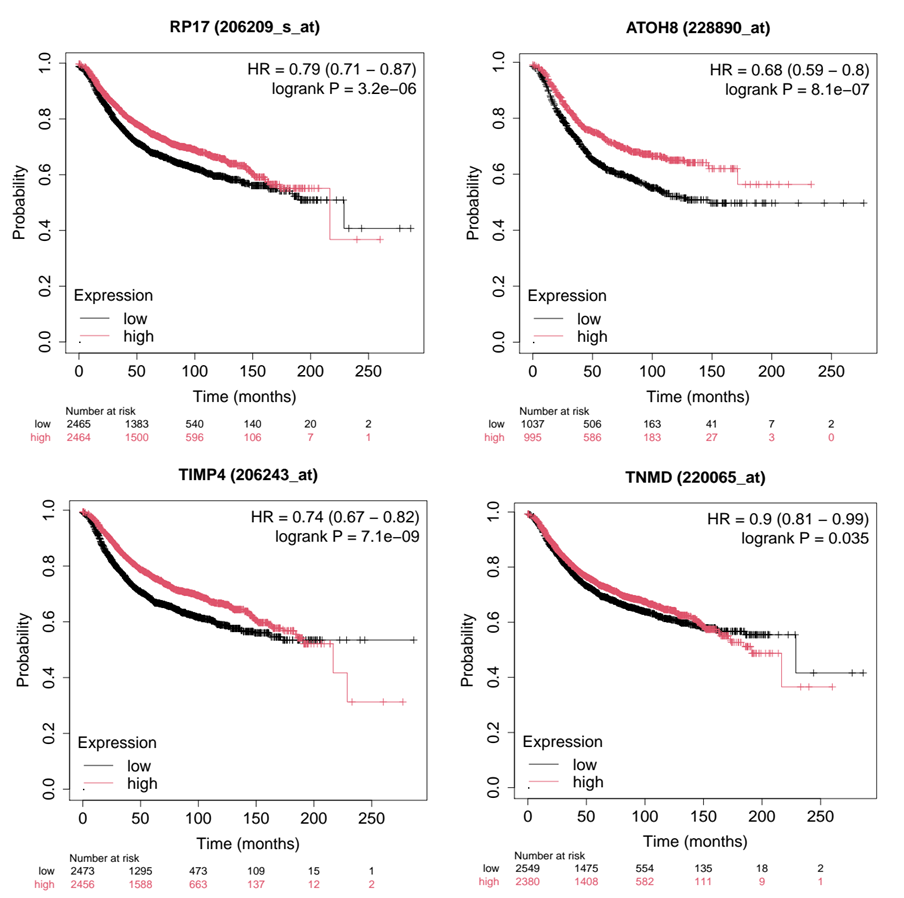 RP17 (206209_s_at)
HR = 0.79 (0.71 − 0.87)
logrank P = 3.2e−06
Probability
1.0
0.8
0.6
0.4
0.2
0.0
Expression
low
high
0 50 100 150 200 250
Time (months)
Number at risk
low 2465 1383 540 140 20 2
high 2464 1500 596 106 7 1
ATOH8 (228890_at)
HR = 0.68 (0.59 − 0.8)
logrank P = 8.1e−07
Probability
1.0
0.8
0.6
0.4
0.2
0.0
Expression
low
high
0 50 100 150 200 250
Time (months)
Number at risk
low 1037 506 163 41 7 2
high 995 586 183 27 3 0
TIMP4 (206243_at)
HR = 0.74 (0.67 − 0.82)
logrank P = 7.1e−09
Probability
1.0
0.8
0.6
0.4
0.2
0.0
Expression
low
high
0 50 100 150 200 250
Time (months)
Number at risk
low 2473 1295 473 109 15 1
high 2456 1588 663 137 12 2
TNMD (220065_at)
HR = 0.9 (0.81 − 0.99)
logrank P = 0.035
Probability
1.0
0.8
0.6
0.4
0.2
0.0
Expression
low
high
0 50 100 150 200 250
Time (months)
Number at risk
low 2549 1475 554 135 18 2
high 2380 1408 582 111 9 1